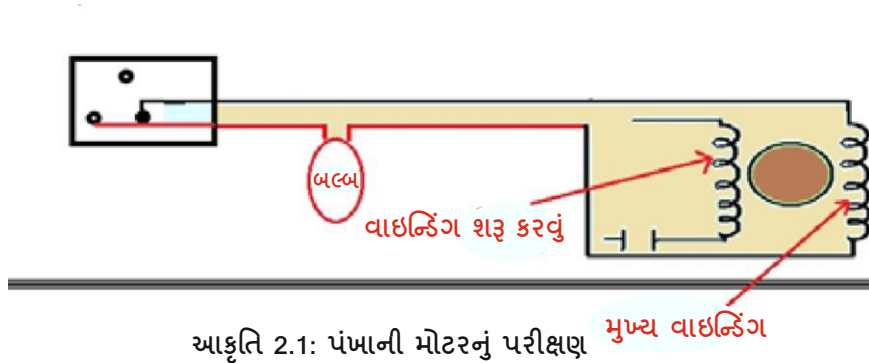 બલ્બ
વાઇન્ડિંગ શરૂ કરવું
મુખ્ય વાઇન્ડિંગ
આકૃતિ 2.1: પંખાની મોટરનું પરીક્ષણ